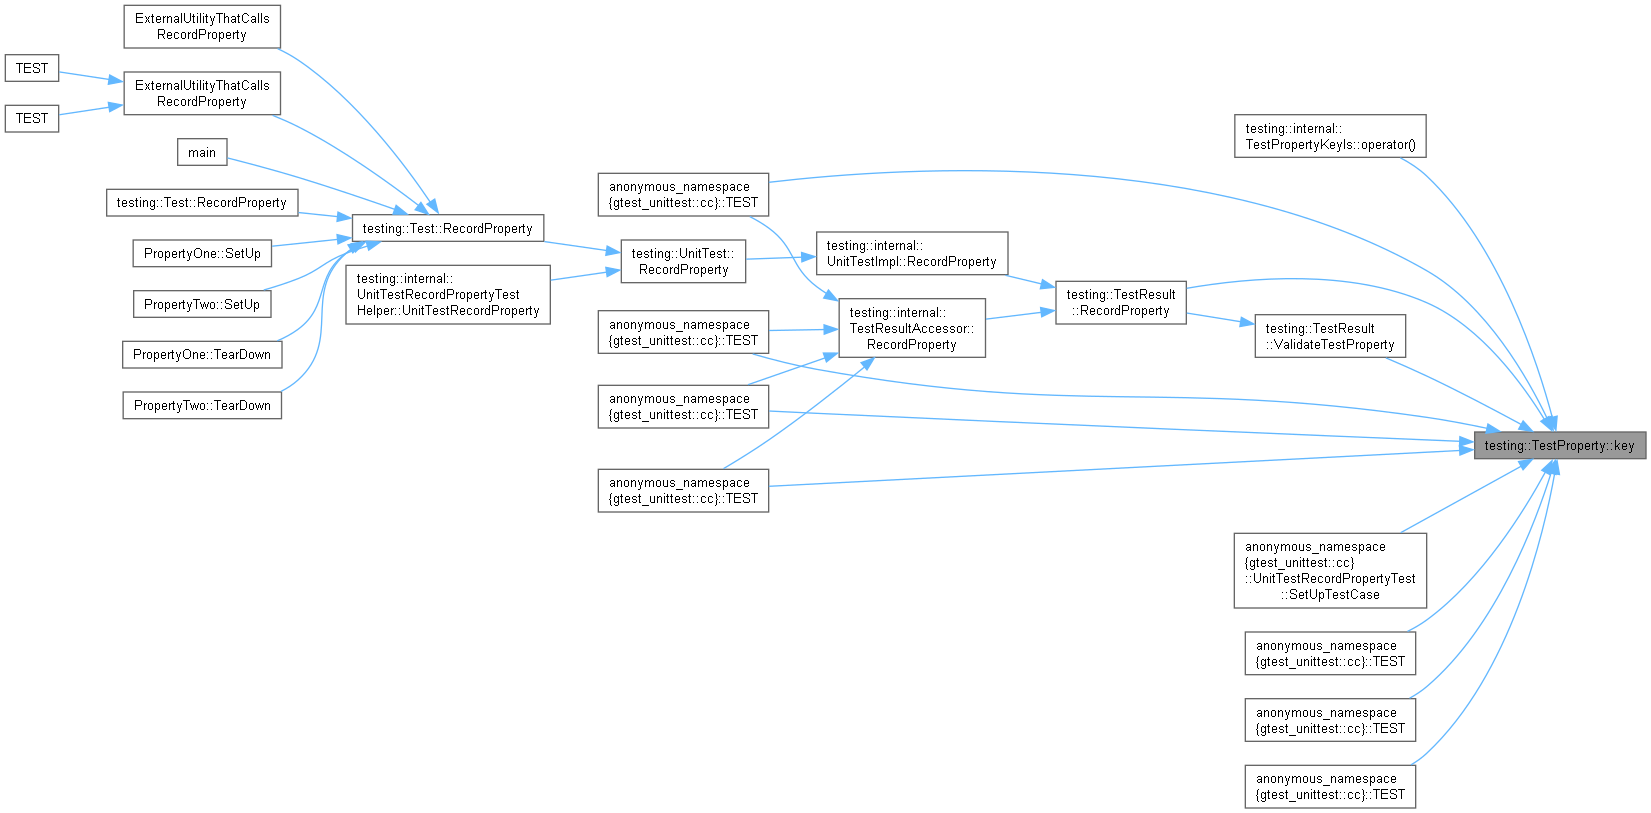 ExternalUtilityThatCalls
RecordProperty
TEST
ExternalUtilityThatCalls
RecordProperty
TEST
main
testing::Test::RecordProperty
PropertyOne::SetUp
PropertyTwo::SetUp
PropertyOne::TearDown
PropertyTwo::TearDown
testing::Test::RecordProperty
testing::internal::
UnitTestRecordPropertyTest
Helper::UnitTestRecordProperty
anonymous_namespace
{gtest_unittest::cc}::TEST
testing::UnitTest::
RecordProperty
anonymous_namespace
{gtest_unittest::cc}::TEST
anonymous_namespace
{gtest_unittest::cc}::TEST
anonymous_namespace
{gtest_unittest::cc}::TEST
testing::internal::
UnitTestImpl::RecordProperty
testing::internal::
TestResultAccessor::
RecordProperty
testing::TestResult
::RecordProperty
testing::internal::
TestPropertyKeyIs::operator()
testing::TestResult
::ValidateTestProperty
testing::TestProperty::key
anonymous_namespace
{gtest_unittest::cc}
::UnitTestRecordPropertyTest
::SetUpTestCase
anonymous_namespace
{gtest_unittest::cc}::TEST
anonymous_namespace
{gtest_unittest::cc}::TEST
anonymous_namespace
{gtest_unittest::cc}::TEST